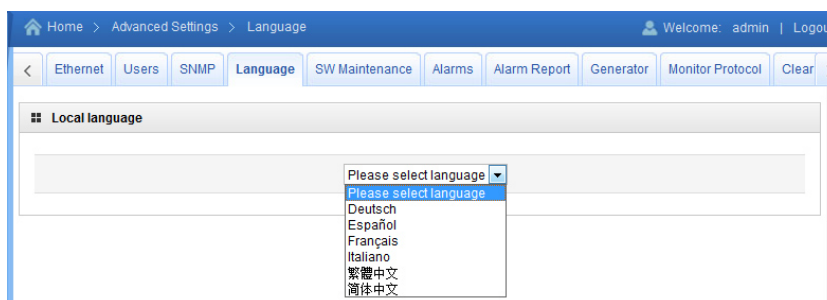 Home > Advanced Settings > Language
Welcome: admin | Logou
< Ethernet Users SNMP Language SW Maintenance Alarms Alarm Report Generator Monitor Protocol Clear
Local language
Please select language
Please select language
Deutsch
Español
Français
Italiano
繁體中文
简体中文